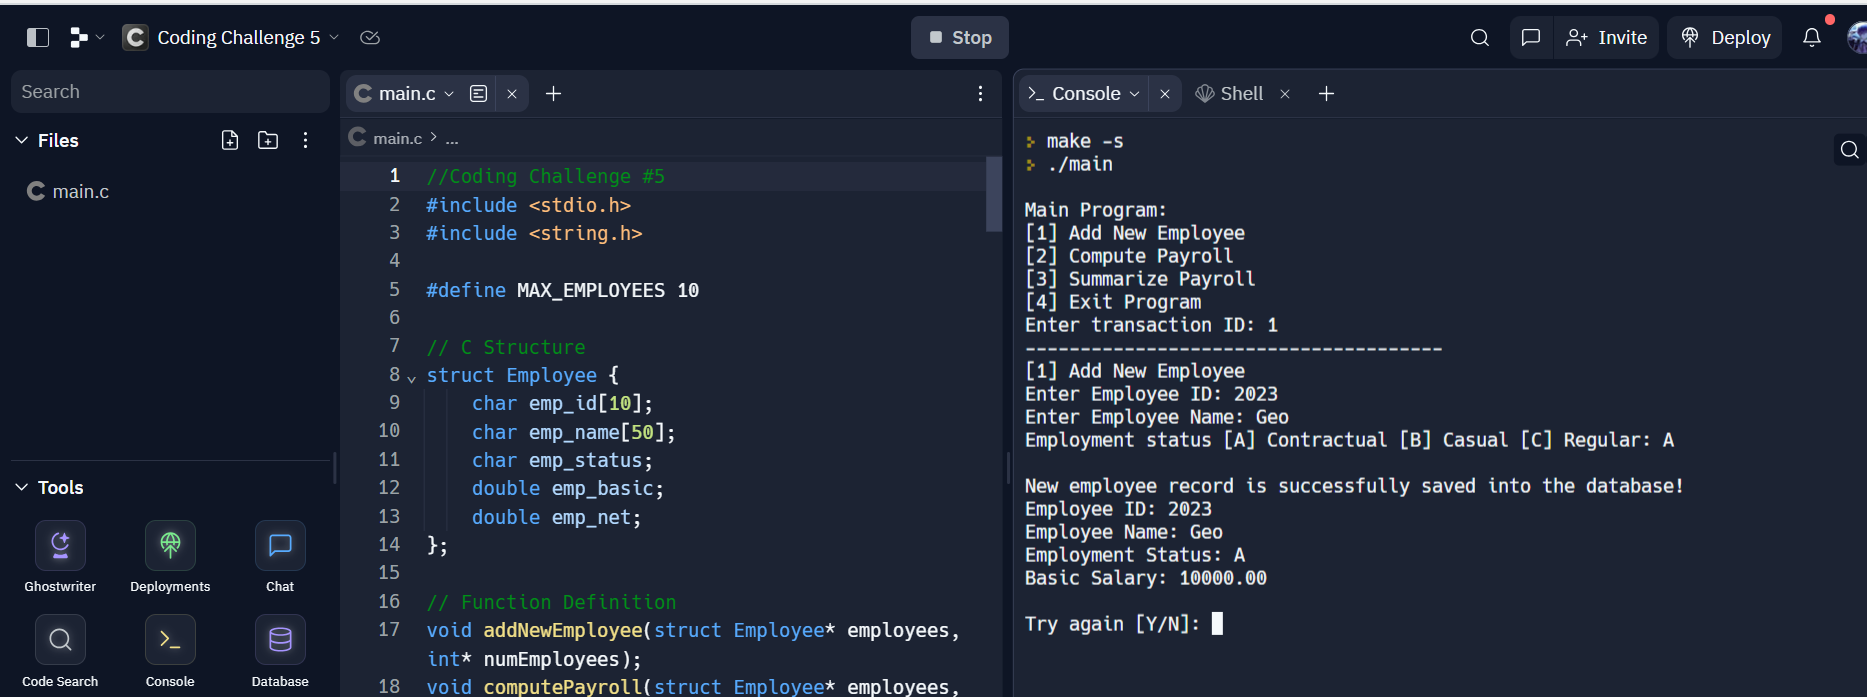 Coding Challenge 5
Stop
Invite
Deploy
Search
Files
main.c
Tools
Ghostwriter
Deployments
Chat
Code Search
Console
Database
main.c
main.c > ...
1 //Coding Challenge #5
2 #include <stdio.h>
3 #include <string.h>
4
5 #define MAX_EMPLOYEES 10
6
7 // C Structure
8 struct Employee {
9 char emp_id[10];
10 char emp_name[50];
11 char emp_status;
12 double emp_basic;
13 double emp_net;
14 };
15
16 // Function Definition
17 void addNewEmployee(struct Employee* employees,
int* numEmployees);
18 void computePayroll(struct Employee* employees,
>_ Console
Shell
make -s
./main
Main Program:
[1] Add New Employee
[2] Compute Payroll
[3] Summarize Payroll
[4] Exit Program
Enter transaction ID: 1
--------------------------------------
[1] Add New Employee
Enter Employee ID: 2023
Enter Employee Name: Geo
Employment status [A] Contractual [B] Casual [C] Regular: A
New employee record is successfully saved into the database!
Employee ID: 2023
Employee Name: Geo
Employment Status: A
Basic Salary: 10000.00
Try again [Y/N]: